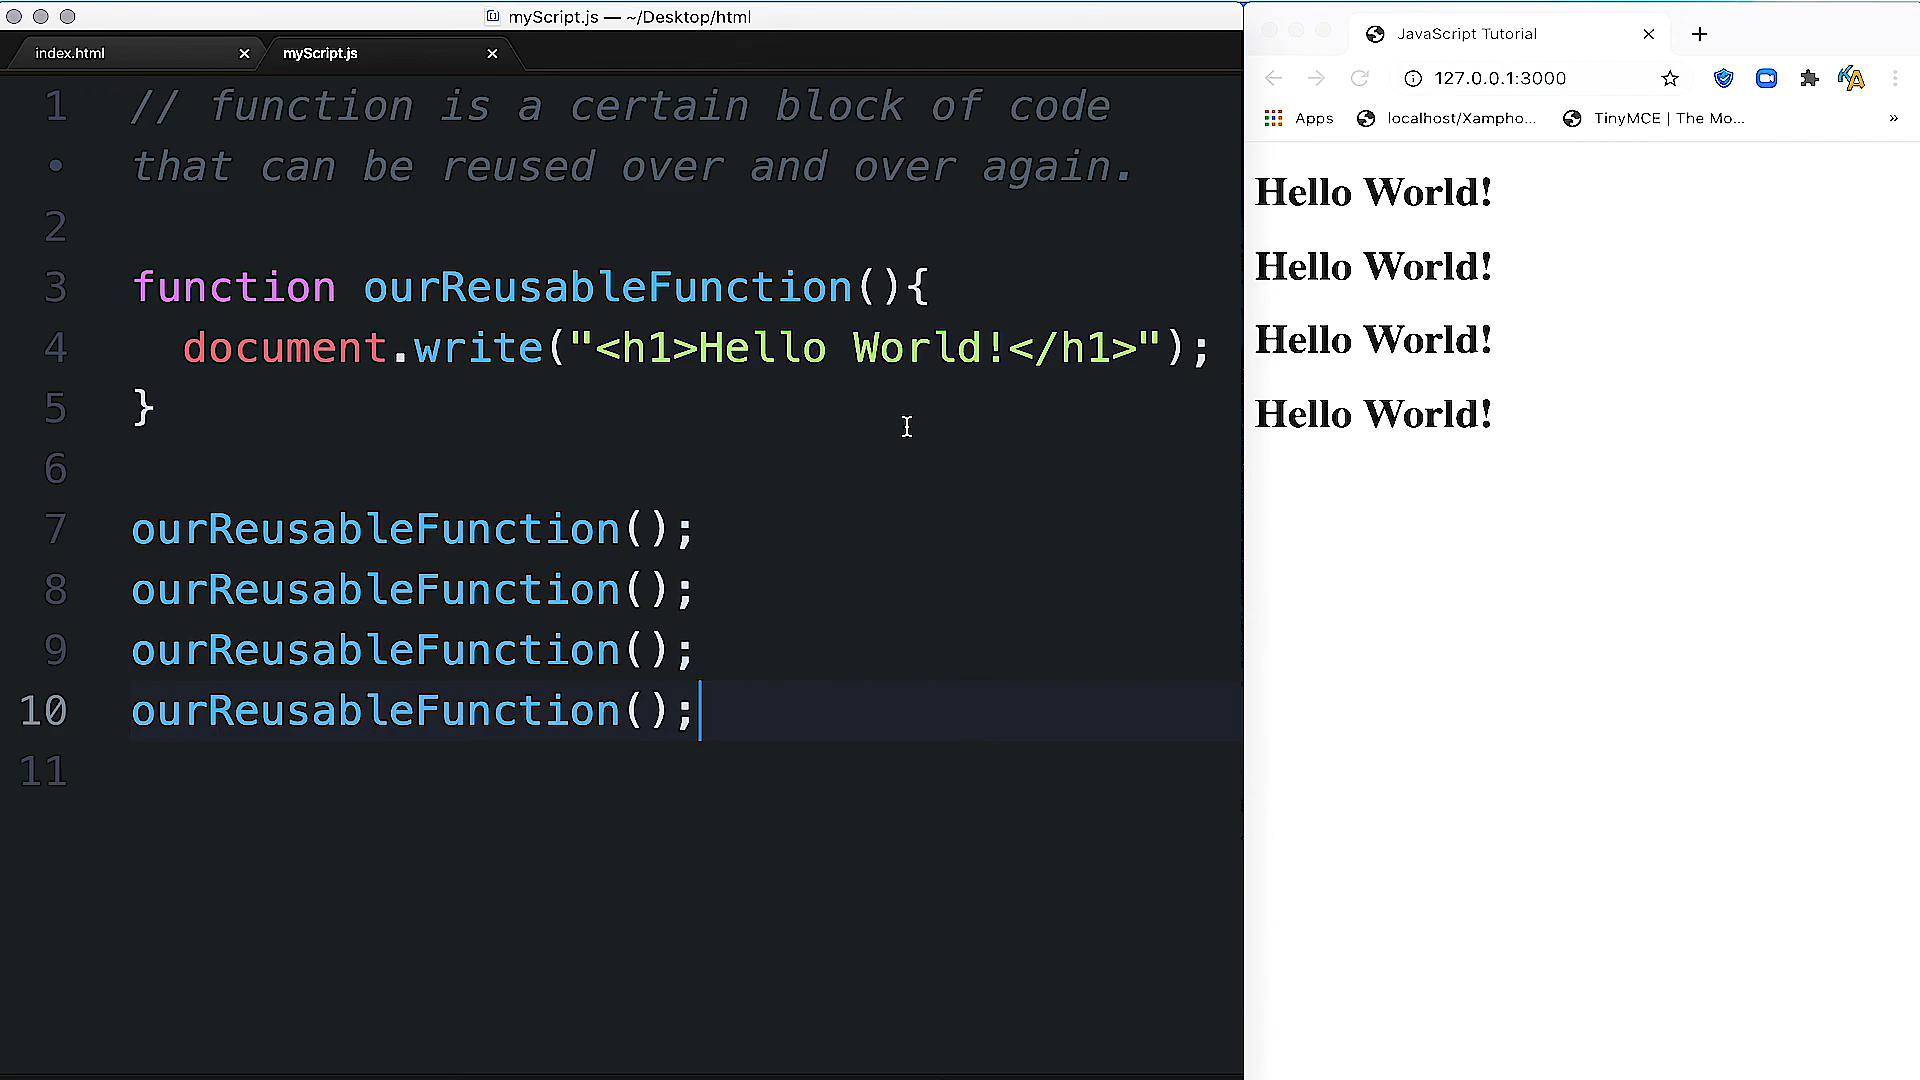 myScript.js — ~/Desktop/html
index.html
myScript.js
1 // function is a certain block of code
• that can be reused over and over again.
2
3 function ourReusableFunction(){
4 document.write("<h1>Hello World!</h1>");
5 }
6
7 ourReusableFunction();
8 ourReusableFunction();
9 ourReusableFunction();
10 ourReusableFunction();
11
JavaScript Tutorial
127.0.0.1:3000
Apps localhost/Xampho... TinyMCE | The Mo... »
Hello World!
Hello World!
Hello World!
Hello World!